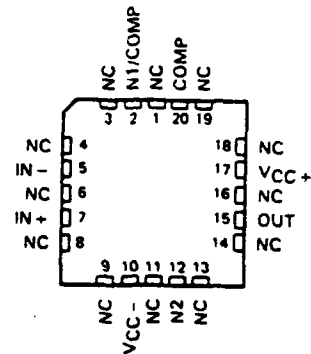 NC
N1/COMP
NC
COMP
NC
3 2 1 20 19
NC 4
IN- 5
NC 6
IN+ 7
NC 8
18 NC
17 VCC+
16 NC
15 OUT
14 NC
9 10 11 12 13
NC
VCC-
NC
N2
NC